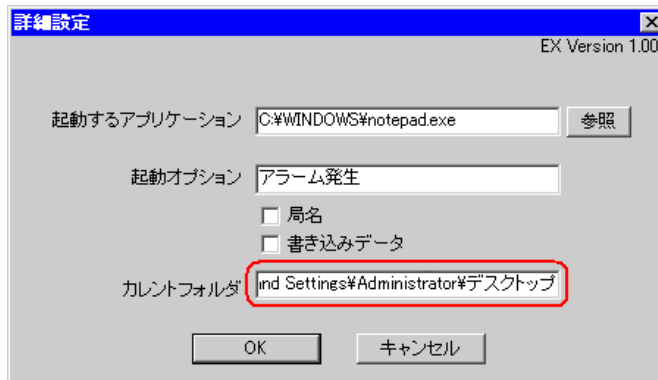 詳細設定
EX Version 1.00
起動するアプリケーション C:¥WINDOWS¥notepad.exe 参照
起動オプション アラーム発生
局名
書き込みデータ
カレントフォルダ nd Settings¥Administrator¥デスクトップ
OK キャンセル